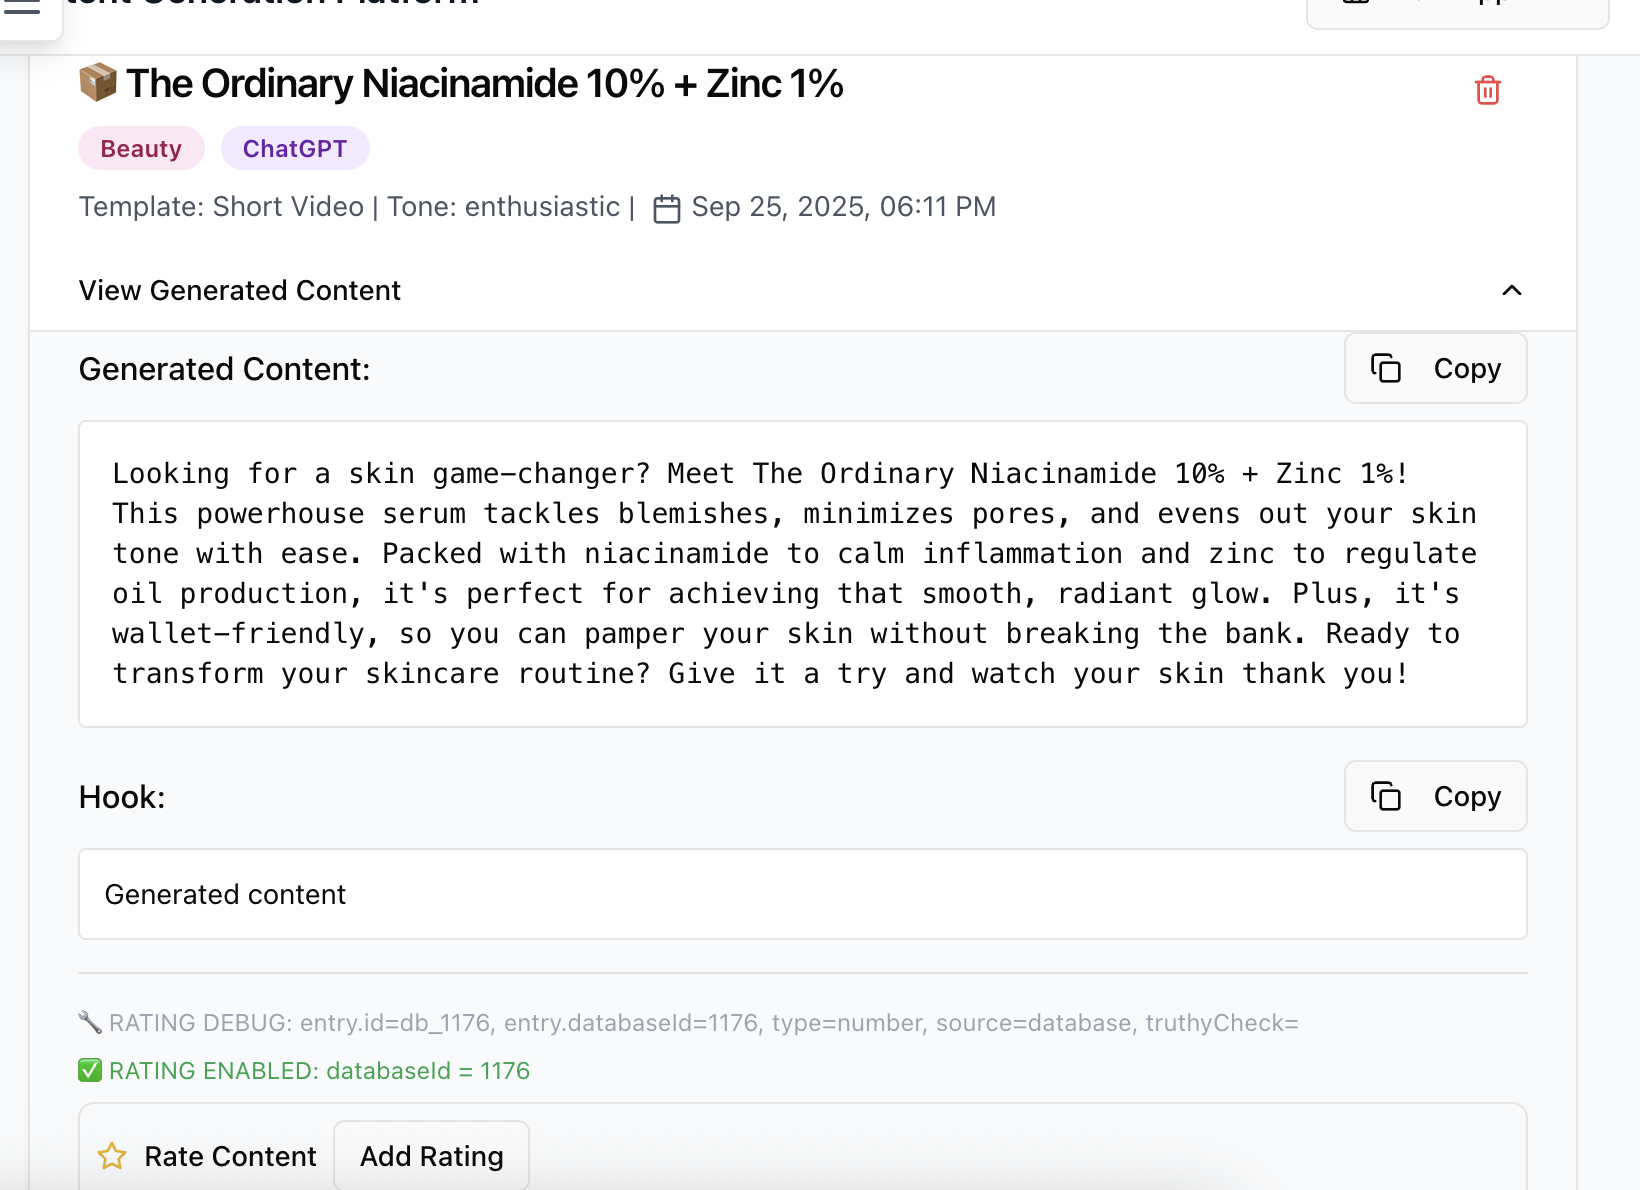 The Ordinary Niacinamide 10% + Zinc 1%
Beauty
ChatGPT
Template: Short Video | Tone: enthusiastic | Sep 25, 2025, 06:11 PM
View Generated Content
Generated Content:
Copy
Looking for a skin game-changer? Meet The Ordinary Niacinamide 10% + Zinc 1%!
This powerhouse serum tackles blemishes, minimizes pores, and evens out your skin
tone with ease. Packed with niacinamide to calm inflammation and zinc to regulate
oil production, it's perfect for achieving that smooth, radiant glow. Plus, it's
wallet-friendly, so you can pamper your skin without breaking the bank. Ready to
transform your skincare routine? Give it a try and watch your skin thank you!
Hook:
Copy
Generated content
RATING DEBUG: entry.id=db_1176, entry.databaseId=1176, type=number, source=database, truthyCheck=
RATING ENABLED: databaseId = 1176
Rate Content
Add Rating